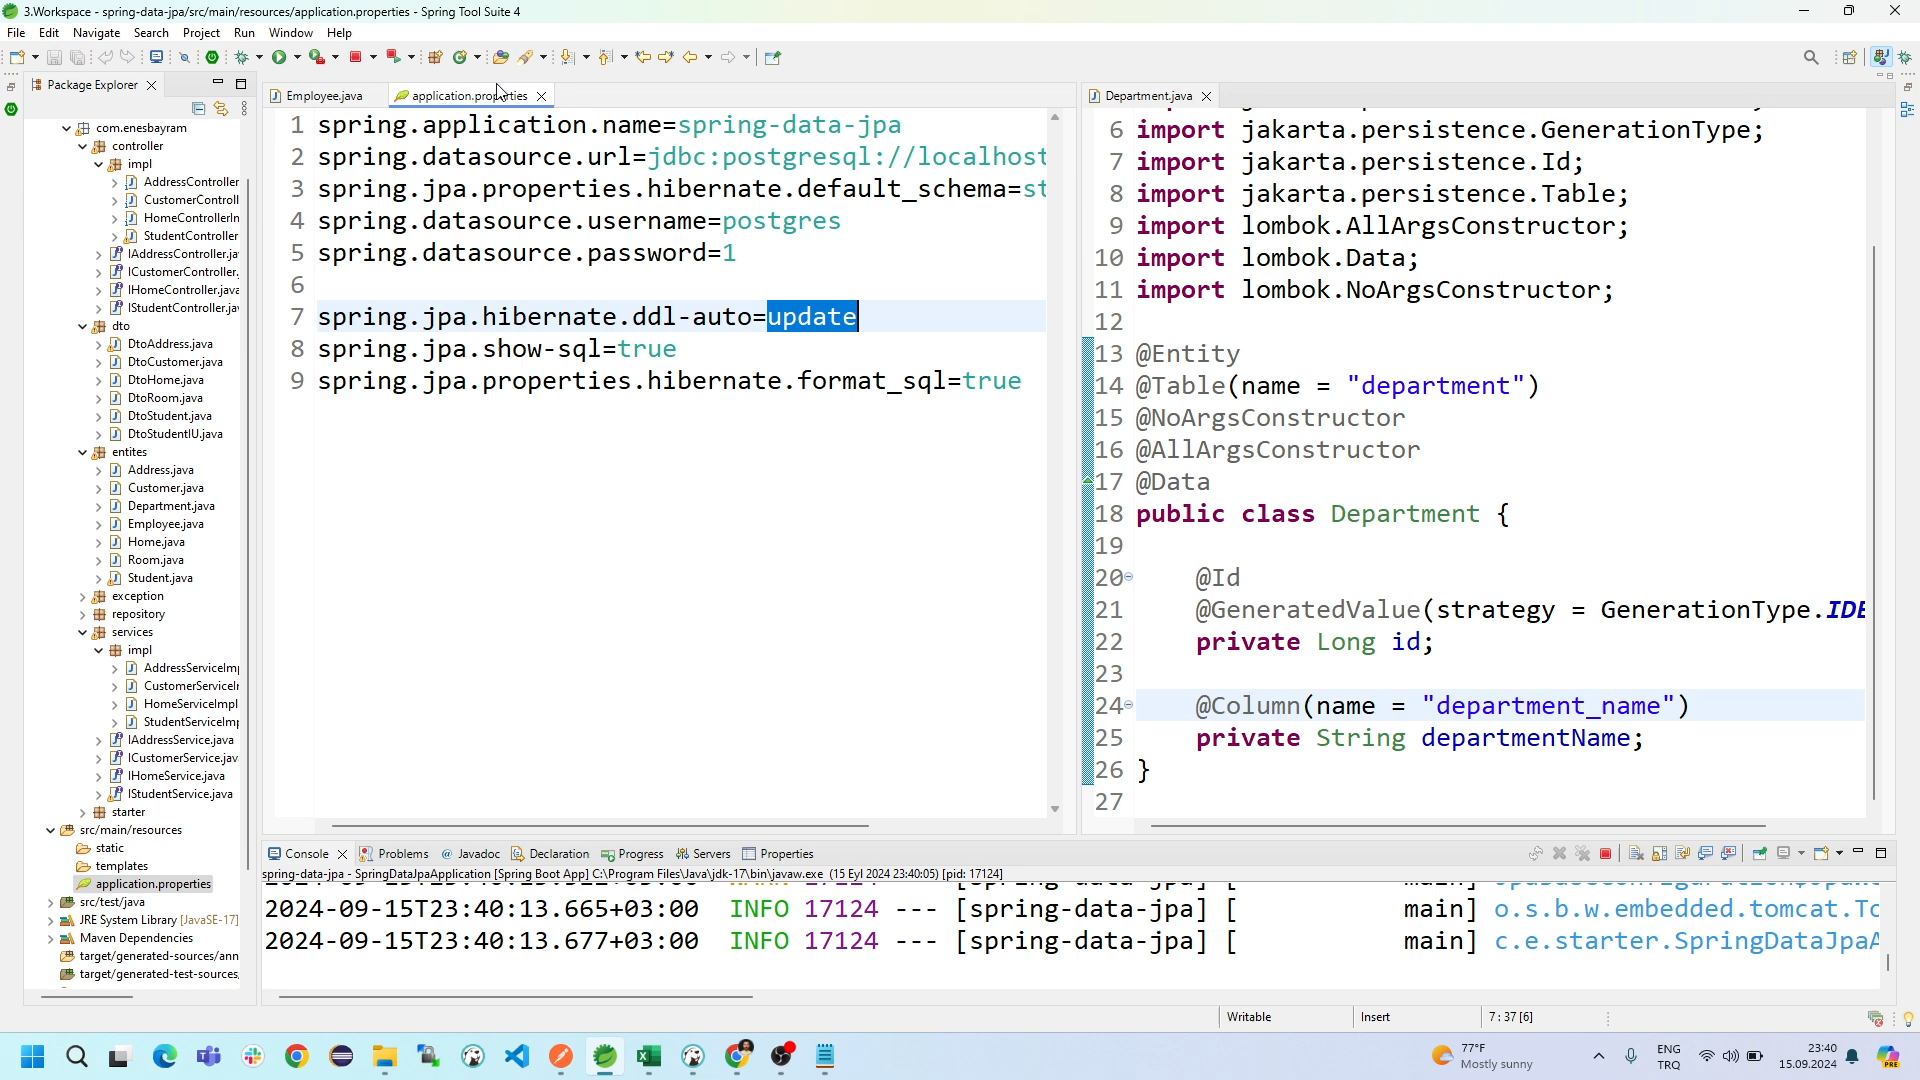 3.Workspace - spring-data-jpa/src/main/resources/application.properties - Spring Tool Suite 4
File Edit Navigate Search Project Run Window Help
Package Explorer
com.enesbayram
controller
impl
AddressController
CustomerControll
HomeControllerIn
StudentController
IAddressController.ja
ICustomerController.
IHomeController.java
IStudentController.ja
dto
DtoAddress.java
DtoCustomer.java
DtoHome.java
DtoRoom.java
DtoStudent.java
DtoStudentIU.java
entites
Address.java
Customer.java
Department.java
Employee.java
Home.java
Room.java
Student.java
exception
repository
services
impl
AddressServiceImp
CustomerServiceIr
HomeServiceImpl
StudentServiceImp
IAddressService.java
ICustomerService.jav
IHomeService.java
IStudentService.java
starter
src/main/resources
static
templates
application.properties
src/test/java
JRE System Library [JavaSE-17]
Maven Dependencies
target/generated-sources/ann
target/generated-test-sources,
Employee.java application.properties
1 spring.application.name=spring-data-jpa
2 spring.datasource.url=jdbc:postgresql://localhost
3 spring.jpa.properties.hibernate.default_schema=st
4 spring.datasource.username=postgres
5 spring.datasource.password=1
6
7 spring.jpa.hibernate.ddl-auto=update
8 spring.jpa.show-sql=true
9 spring.jpa.properties.hibernate.format_sql=true
Department.java
6 import jakarta.persistence.GenerationType;
7 import jakarta.persistence.Id;
8 import jakarta.persistence.Table;
9 import lombok.AllArgsConstructor;
10 import lombok.Data;
11 import lombok.NoArgsConstructor;
12
13 @Entity
14 @Table(name = "department")
15 @NoArgsConstructor
16 @AllArgsConstructor
17 @Data
18 public class Department {
19
20 @Id
21 @GeneratedValue(strategy = GenerationType.IDE
22 private Long id;
23
24 @Column(name = "department_name")
25 private String departmentName;
26 }
27
Console Problems Javadoc Declaration Progress Servers Properties
spring-data-jpa - SpringDataJpaApplication [Spring Boot App] C:\Program Files\Java\jdk-17\bin\javaw.exe (15 Eyl 2024 23:40:05) [pid: 17124]
2024-09-15T23:40:13.665+03:00 INFO 17124 --- [spring-data-jpa] [ main] o.s.b.w.embedded.tomcat.To
2024-09-15T23:40:13.677+03:00 INFO 17124 --- [spring-data-jpa] [ main] c.e.starter.SpringDataJpaA
Writable Insert 7 : 37 [6]
77°F
Mostly sunny
ENG
TRQ
23:40
15.09.2024
PRE